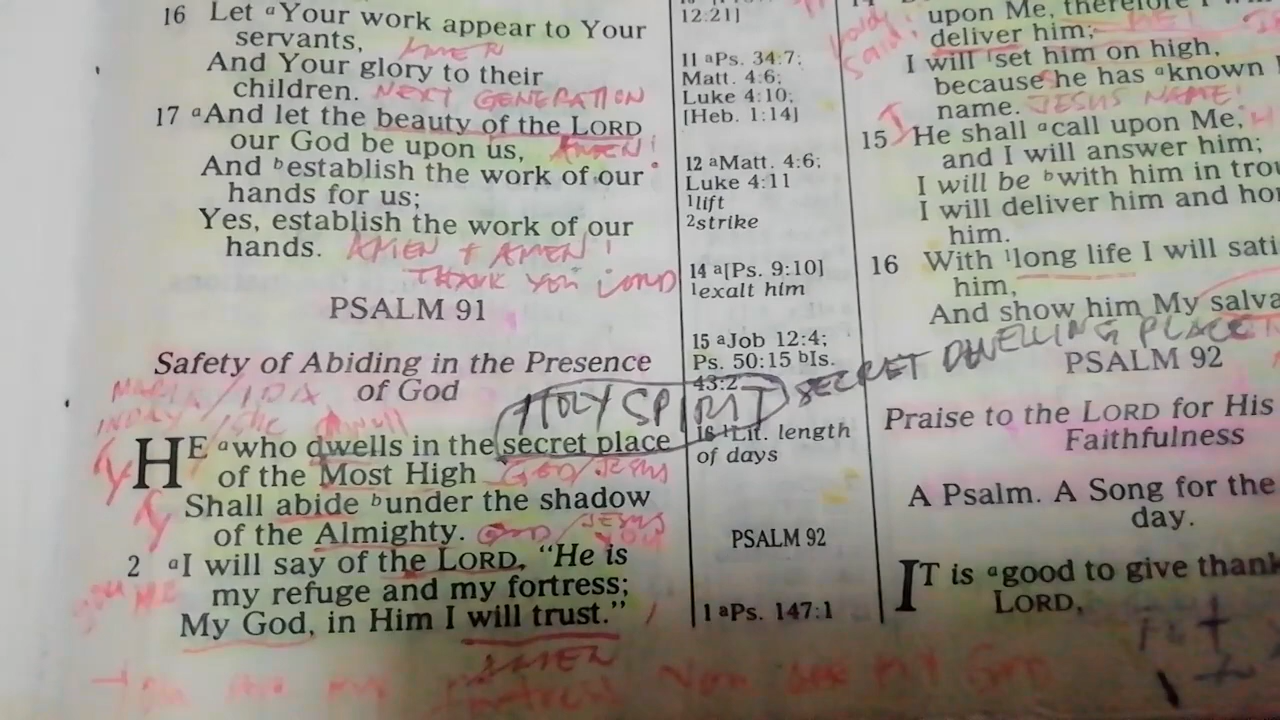 16 Let ᵃYour work appear to Your
servants, AMEN
And Your glory to their
children. NEXT GENERATION
17 ᵃAnd let the beauty of the LORD
our God be upon us, AMEN!
And ᵇestablish the work of our
hands for us;
Yes, establish the work of our
hands. AMEN + AMEN!
THANK YOU LORD
PSALM 91
Safety of Abiding in the Presence
of God
HOLY SPIRIT SECRET DWELLING PLACE
HE ᵃwho dwells in the secret place
of the Most High GOD/JESUS
Shall abide ᵇunder the shadow
of the Almighty. GOD/JESUS
YOU
2 ᵃI will say of the LORD, "He is
my refuge and my fortress;
My God, in Him I will trust."
AMEN
12:21]
11 ᵃPs. 34:7;
Matt. 4:6;
Luke 4:10;
[Heb. 1:14]
12 ᵃMatt. 4:6;
Luke 4:11
¹lift
²strike
14 ᵃ[Ps. 9:10]
¹exalt him
15 ᵃJob 12:4;
Ps. 50:15 ᵇIs.
43:2
16 ¹Lit. length
of days
PSALM 92
1 ᵃPs. 147:1
upon Me, therefore I
deliver him;
I will ¹set him on high,
because he has ᵃknown
name. JESUS NAME!
15 He shall ᵃcall upon Me,
and I will answer him;
I will be ᵇwith him in trou
I will deliver him and ho
him.
16 With ¹long life I will sati
him,
And show him My salva
PSALM 92
Praise to the LORD for His
Faithfulness
A Psalm. A Song for the
day.
IT is ᵃgood to give thank
LORD,